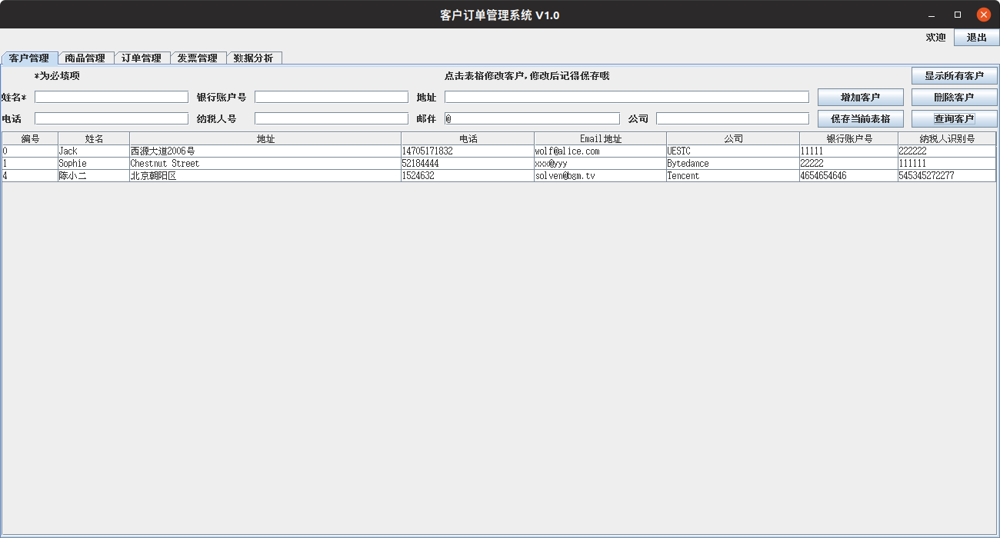 客户订单管理系统 V1.0
欢迎 退出
客户管理 商品管理 订单管理 发票管理 数据分析
*为必填项 点击表格修改客户,修改后记得保存哦 显示所有客户
姓名* 银行账户号 地址 增加客户 删除客户
电话 纳税人号 邮件 @ 公司 保存当前表格 查询客户
编号 姓名 地址 电话 Email地址 公司 银行账户号 纳税人识别号
0 Jack 西源大道2006号 14705171832 wolf@alice.com UESTC 11111 222222
1 Sophie Chestnut Street 52184444 xxx@yyy Bytedance 22222 111111
4 陈小二 北京朝阳区 1524632 solven@bgm.tv Tencent 4654654646 545345272277